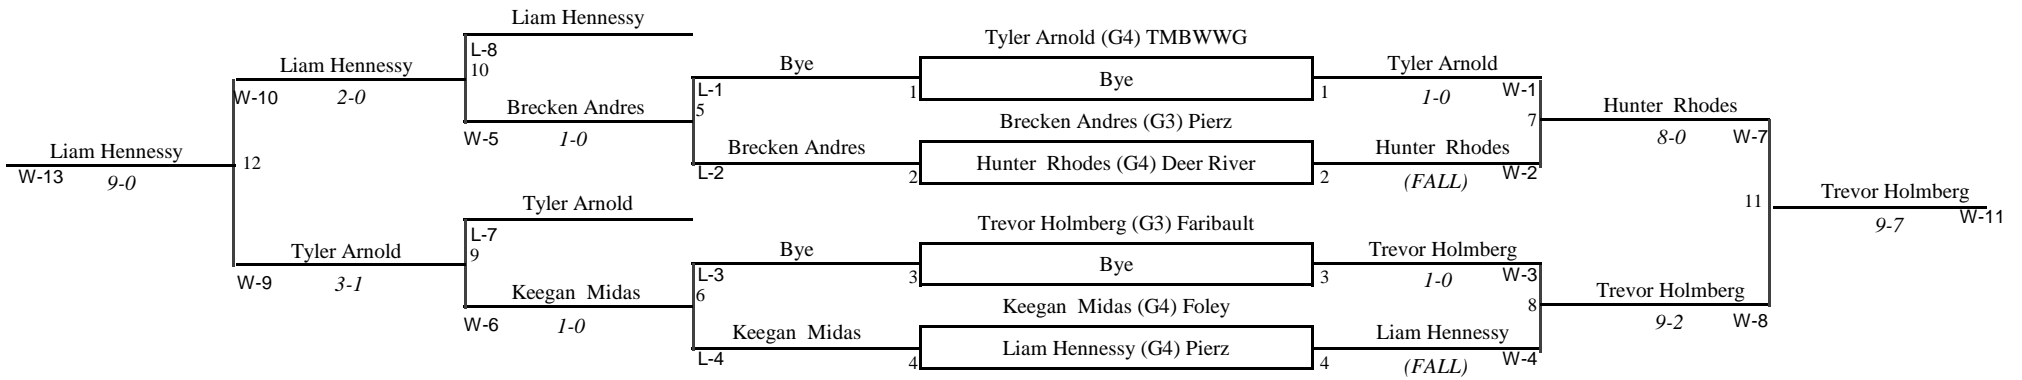 Liam Hennessy
L-8
10
Liam Hennessy
W-10
2-0
Brecken Andres
W-5
1-0
Liam Hennessy
W-13
9-0
12
Tyler Arnold
L-7
9
Tyler Arnold
W-9
3-1
Keegan Midas
W-6
1-0
Bye
L-1
5
Brecken Andres
L-2
Bye
L-3
6
Keegan Midas
L-4
Tyler Arnold (G4) TMBWWG
1 Bye 1
Brecken Andres (G3) Pierz
2 Hunter Rhodes (G4) Deer River 2
Trevor Holmberg (G3) Faribault
3 Bye 3
Keegan Midas (G4) Foley
4 Liam Hennessy (G4) Pierz 4
Tyler Arnold
1-0 W-1
7
Hunter Rhodes
(FALL) W-2
Trevor Holmberg
1-0 W-3
8
Liam Hennessy
(FALL) W-4
Hunter Rhodes
8-0 W-7
11
Trevor Holmberg
9-2 W-8
Trevor Holmberg
9-7 W-11